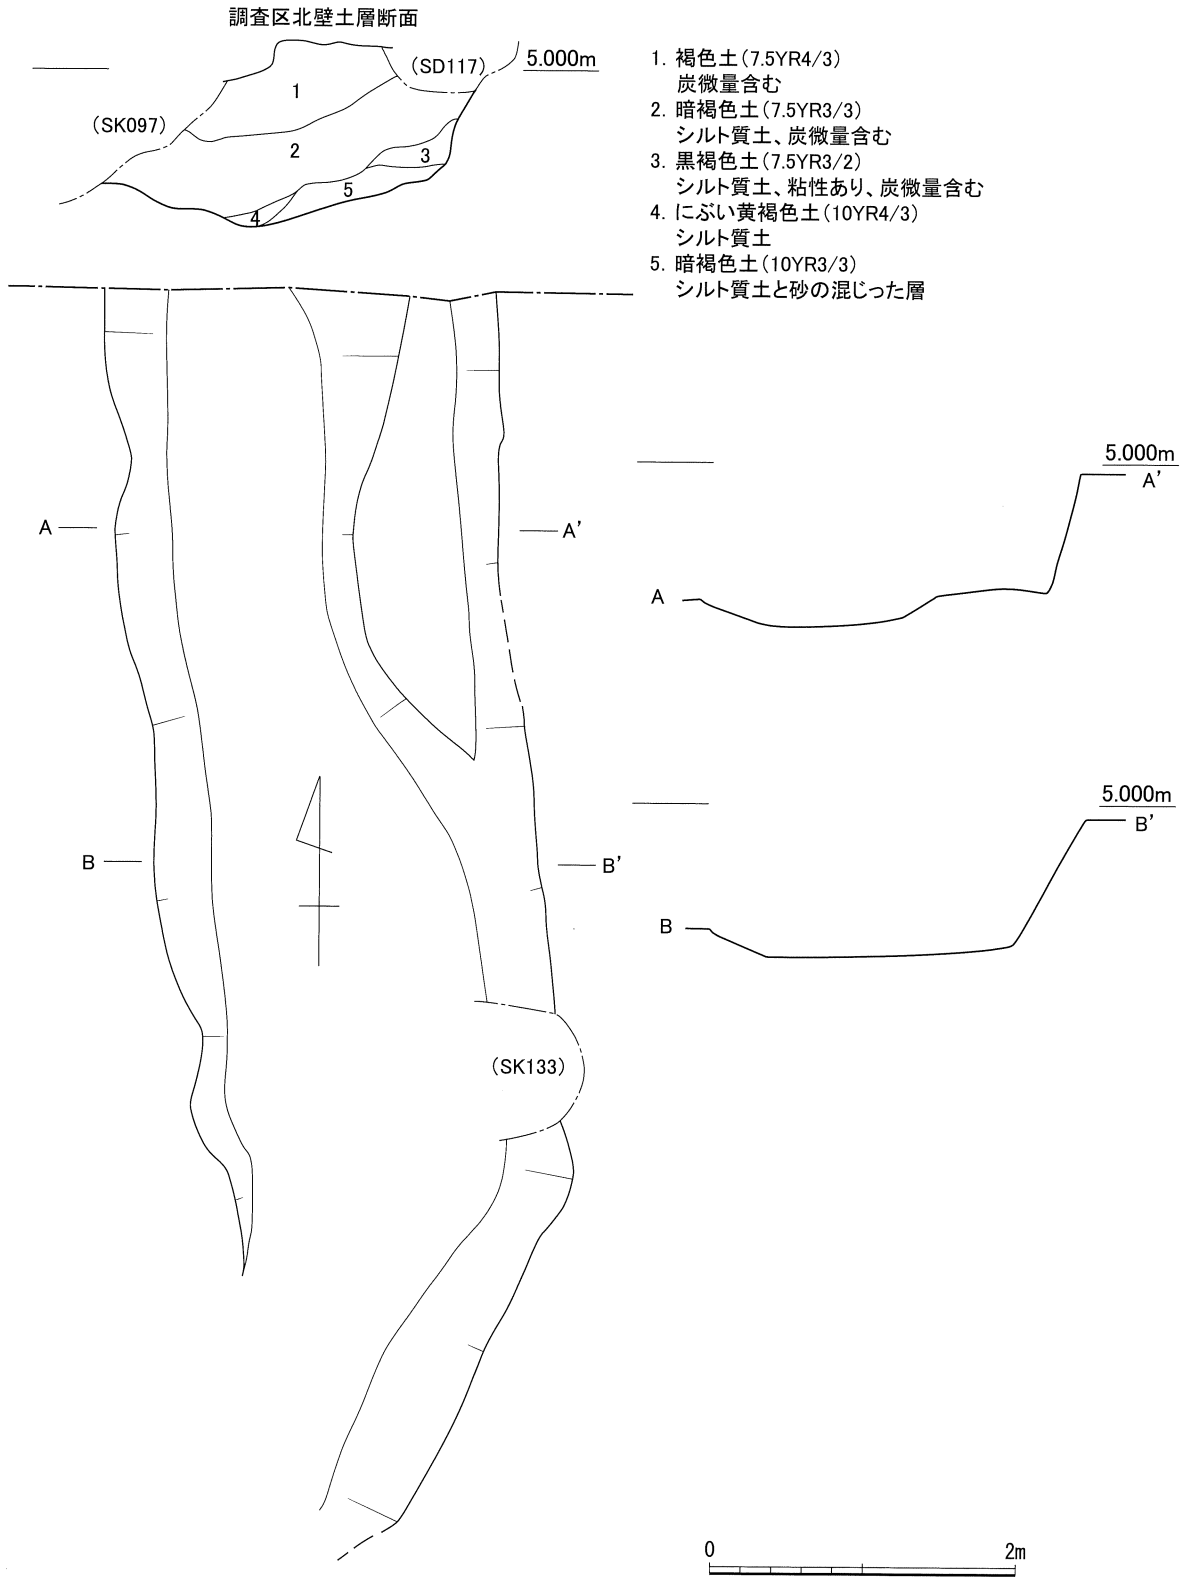 調査区北壁土層断面
5.000m
(SD117)
(SK097)
1
2
3
5
4
1. 褐色土(7.5YR4/3)
炭微量含む
2. 暗褐色土(7.5YR3/3)
シルト質土、炭微量含む
3. 黒褐色土(7.5YR3/2)
シルト質土、粘性あり、炭微量含む
4. にぶい黄褐色土(10YR4/3)
シルト質土
5. 暗褐色土(10YR3/3)
シルト質土と砂の混じった層
A
A'
B
B'
(SK133)
5.000m
A'
A
5.000m
B'
B
0 2m